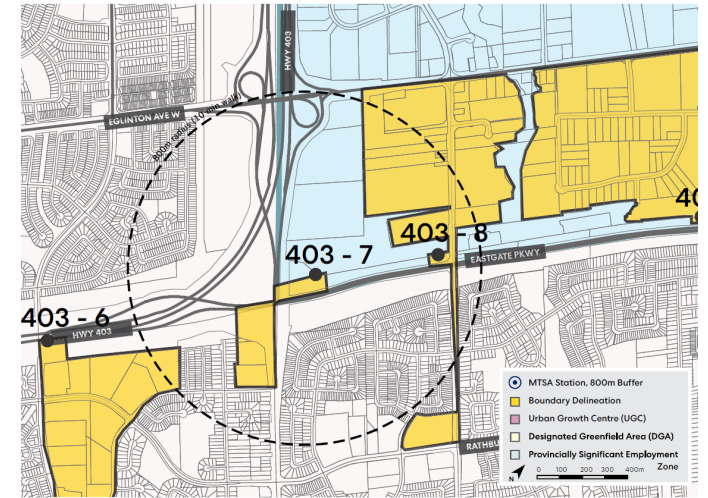 HWY 403
EGLINTON AVE W
800m radius (10 min walk)
403 - 8
40
403 - 7
EASTGATE PKWY
403 - 6
HWY 403
MTSA Station, 800m Buffer
Boundary Delineation
Urban Growth Centre (UGC)
Designated Greenfield Area (DGA)
RATHBU
Provincially Significant Employment
Zone
N
0 100 200 300 400m